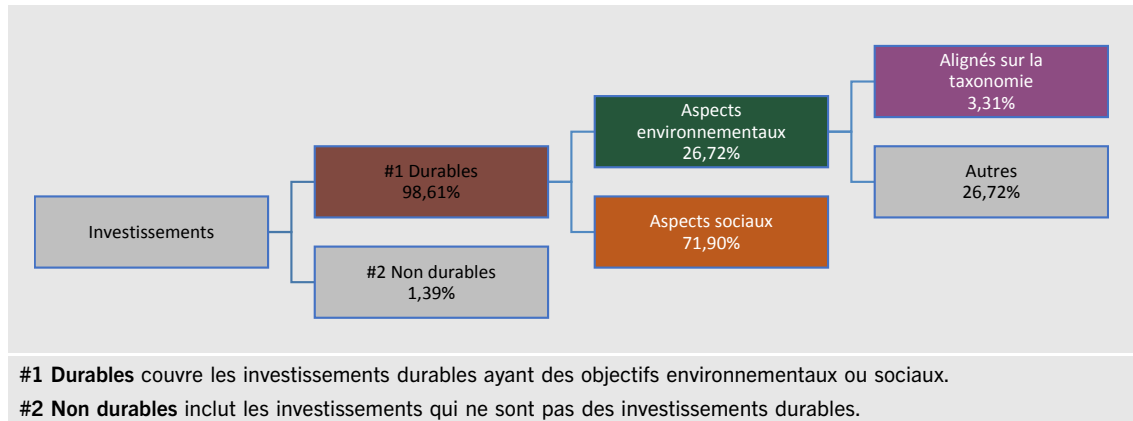 Investissements
#1 Durables
98,61%
#2 Non durables
1,39%
Aspects
environnementaux
26,72%
Aspects sociaux
71,90%
Alignés sur la
taxonomie
3,31%
Autres
26,72%
#1 Durables couvre les investissements durables ayant des objectifs environnementaux ou sociaux.
#2 Non durables inclut les investissements qui ne sont pas des investissements durables.